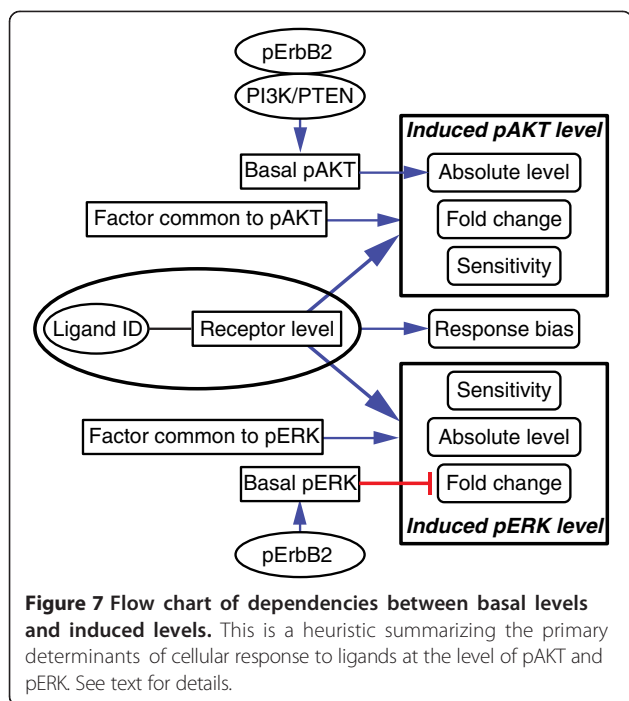 pErbB2
PI3K/PTEN
Induced pAKT level
Basal pAKT
Absolute level
Factor common to pAKT
Fold change
Sensitivity
Ligand ID
Receptor level
Response bias
Sensitivity
Factor common to pERK
Absolute level
Basal pERK
Fold change
Induced pERK level
pErbB2
Figure 7 Flow chart of dependencies between basal levels
and induced levels. This is a heuristic summarizing the primary
determinants of cellular response to ligands at the level of pAKT and
pERK. See text for details.